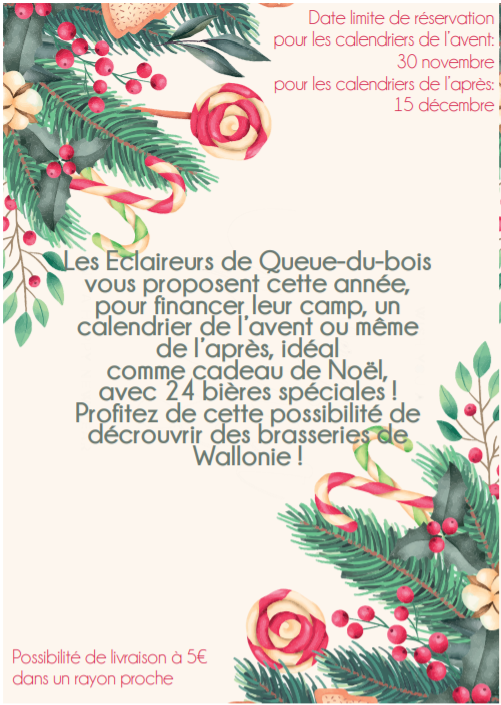 Date limite de réservation
pour les calendriers de l'avent:
30 novembre
pour les calendriers de l'après:
15 décembre
Les Eclaireurs de Queue-du-bois
vous proposent cette année,
pour financer leur camp, un
calendrier de l'avent ou même
de l'après, idéal
comme cadeau de Noël,
avec 24 bières spéciales !
Profitez de cette possibilité de
décrouvrir des brasseries de
Wallonie !
Possibilité de livraison à 5€
dans un rayon proche